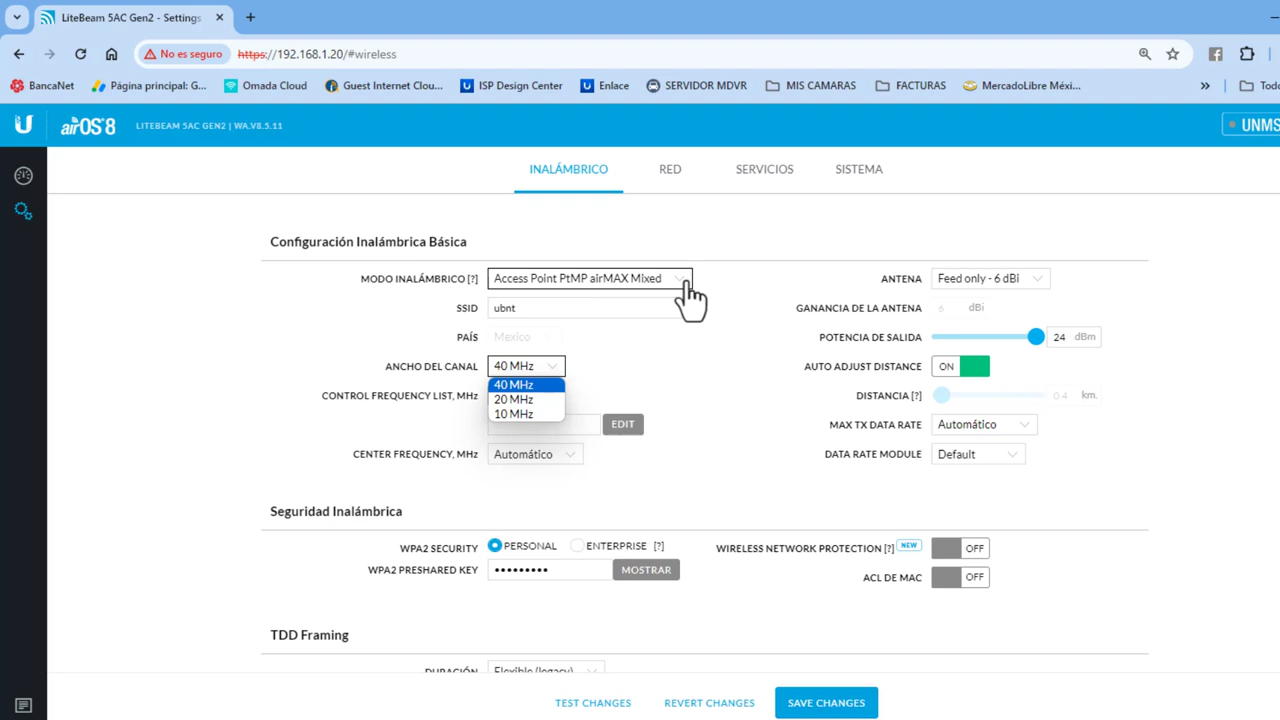 LiteBeam 5AC Gen2 - Settings
No es seguro https://192.168.1.20/#wireless
BancaNet Página principal: G... Omada Cloud Guest Internet Clou... ISP Design Center Enlace SERVIDOR MDVR MIS CAMARAS FACTURAS MercadoLibre Méxi... » Todo
airOS 8 LITEBEAM 5AC GEN2 | WA.V8.5.11 UNMS
INALÁMBRICO RED SERVICIOS SISTEMA
Configuración Inalámbrica Básica
MODO INALÁMBRICO [?] Access Point PtMP airMAX Mixed ANTENA Feed only - 6 dBi
SSID ubnt GANANCIA DE LA ANTENA 6 dBi
PAÍS Mexico POTENCIA DE SALIDA 24 dBm
ANCHO DEL CANAL 40 MHz AUTO ADJUST DISTANCE ON
40 MHz
CONTROL FREQUENCY LIST, MHz 20 MHz DISTANCIA [?] 0.4 km.
10 MHz
EDIT MAX TX DATA RATE Automático
CENTER FREQUENCY, MHz Automático DATA RATE MODULE Default
Seguridad Inalámbrica
WPA2 SECURITY PERSONAL ENTERPRISE [?] WIRELESS NETWORK PROTECTION [?] NEW OFF
WPA2 PRESHARED KEY ••••••••• MOSTRAR ACL DE MAC OFF
TDD Framing
DURACIÓN Flexible (legacy)
TEST CHANGES REVERT CHANGES SAVE CHANGES